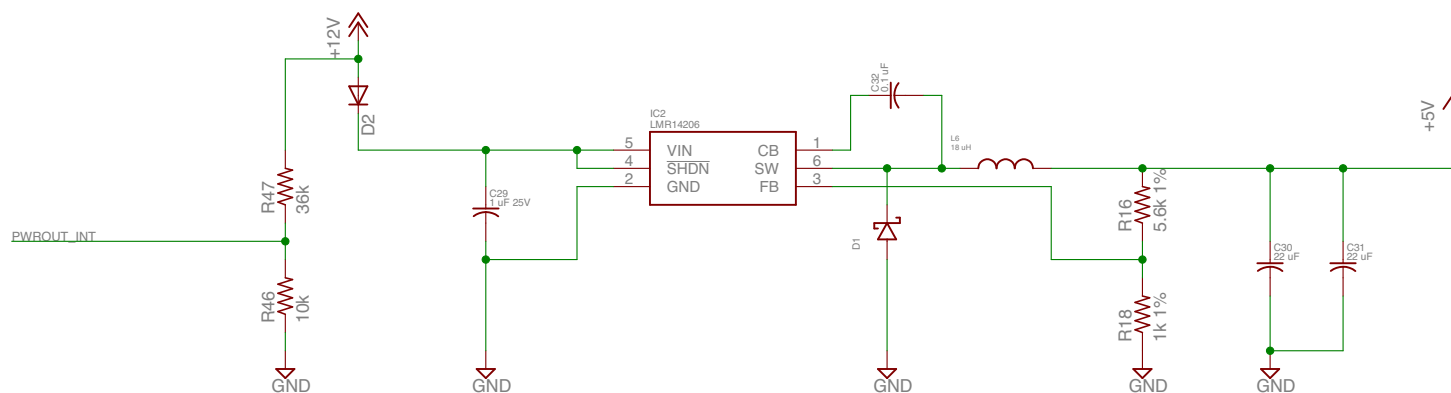 +12V
D2
R47
36k
PWROUT_INT
R46
10k
GND
C29
1 uF 25V
GND
IC2
LMR14206
5 VIN CB 1
4 SHDN SW 6
2 GND FB 3
C32
0.1 uF
L6
18 uH
D1
GND
R16
5.6k 1%
R18
1k 1%
GND
C30
22 uF
C31
22 uF
GND
+5V